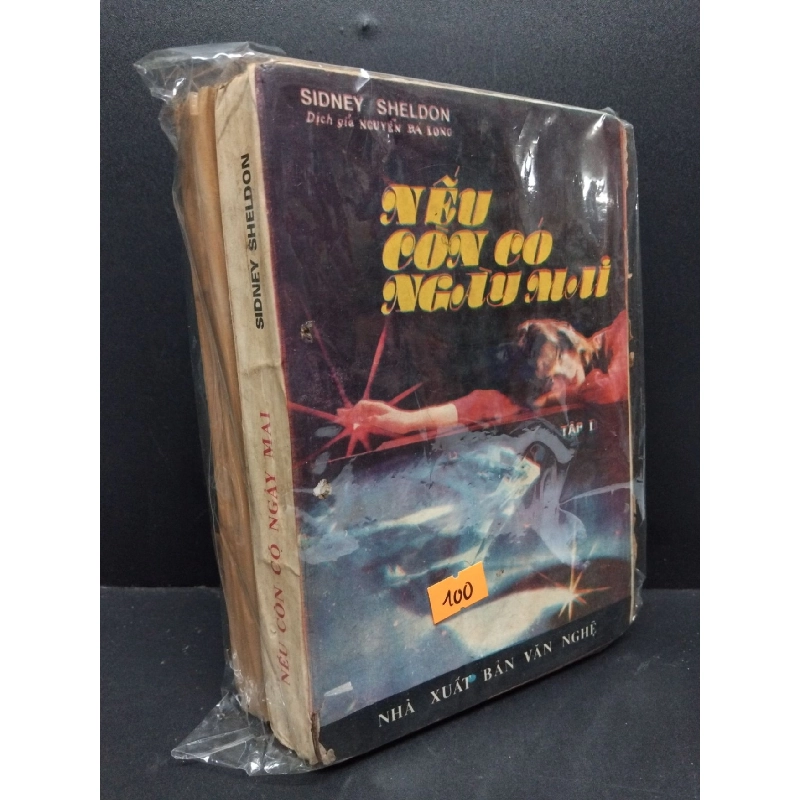 SIDNEY SHELDON
Dịch giả NGUYỄN BÁ LONG
NẾU
CÒN CÓ
NGÀY MAI
TẬP I
100
NHÀ XUẤT BẢN VĂN NGHỆ
SIDNEY SHELDON
NẾU CÒN CÓ NGÀY MAI